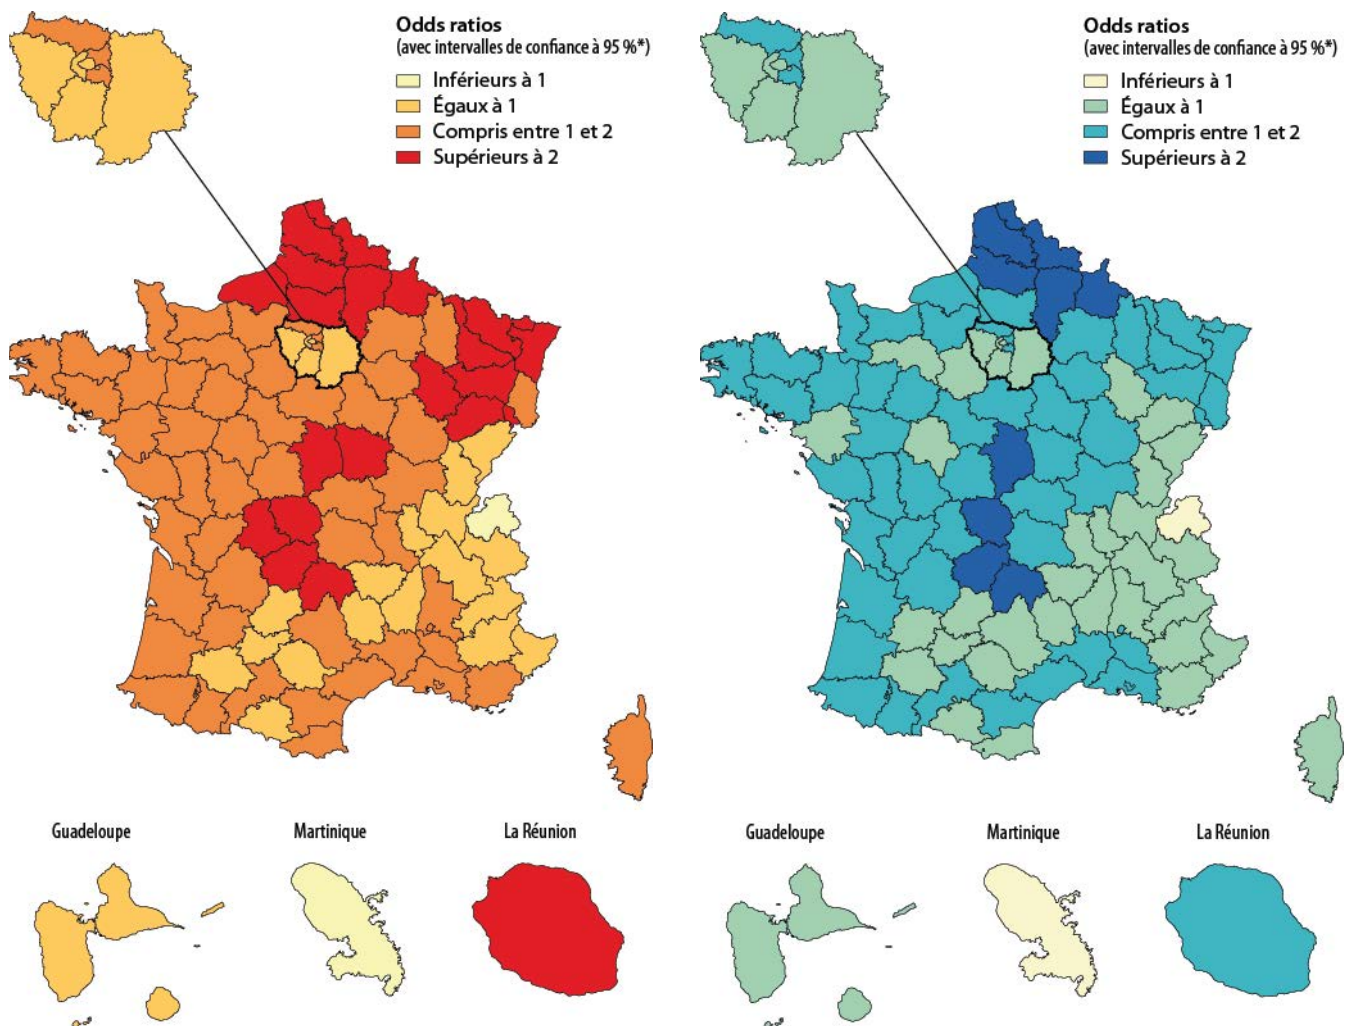 Odds ratios
(avec intervalles de confiance à 95 %*)
Inférieurs à 1
Égaux à 1
Compris entre 1 et 2
Supérieurs à 2
Guadeloupe
Martinique
La Réunion
Odds ratios
(avec intervalles de confiance à 95 %*)
Inférieurs à 1
Égaux à 1
Compris entre 1 et 2
Supérieurs à 2
Guadeloupe
Martinique
La Réunion